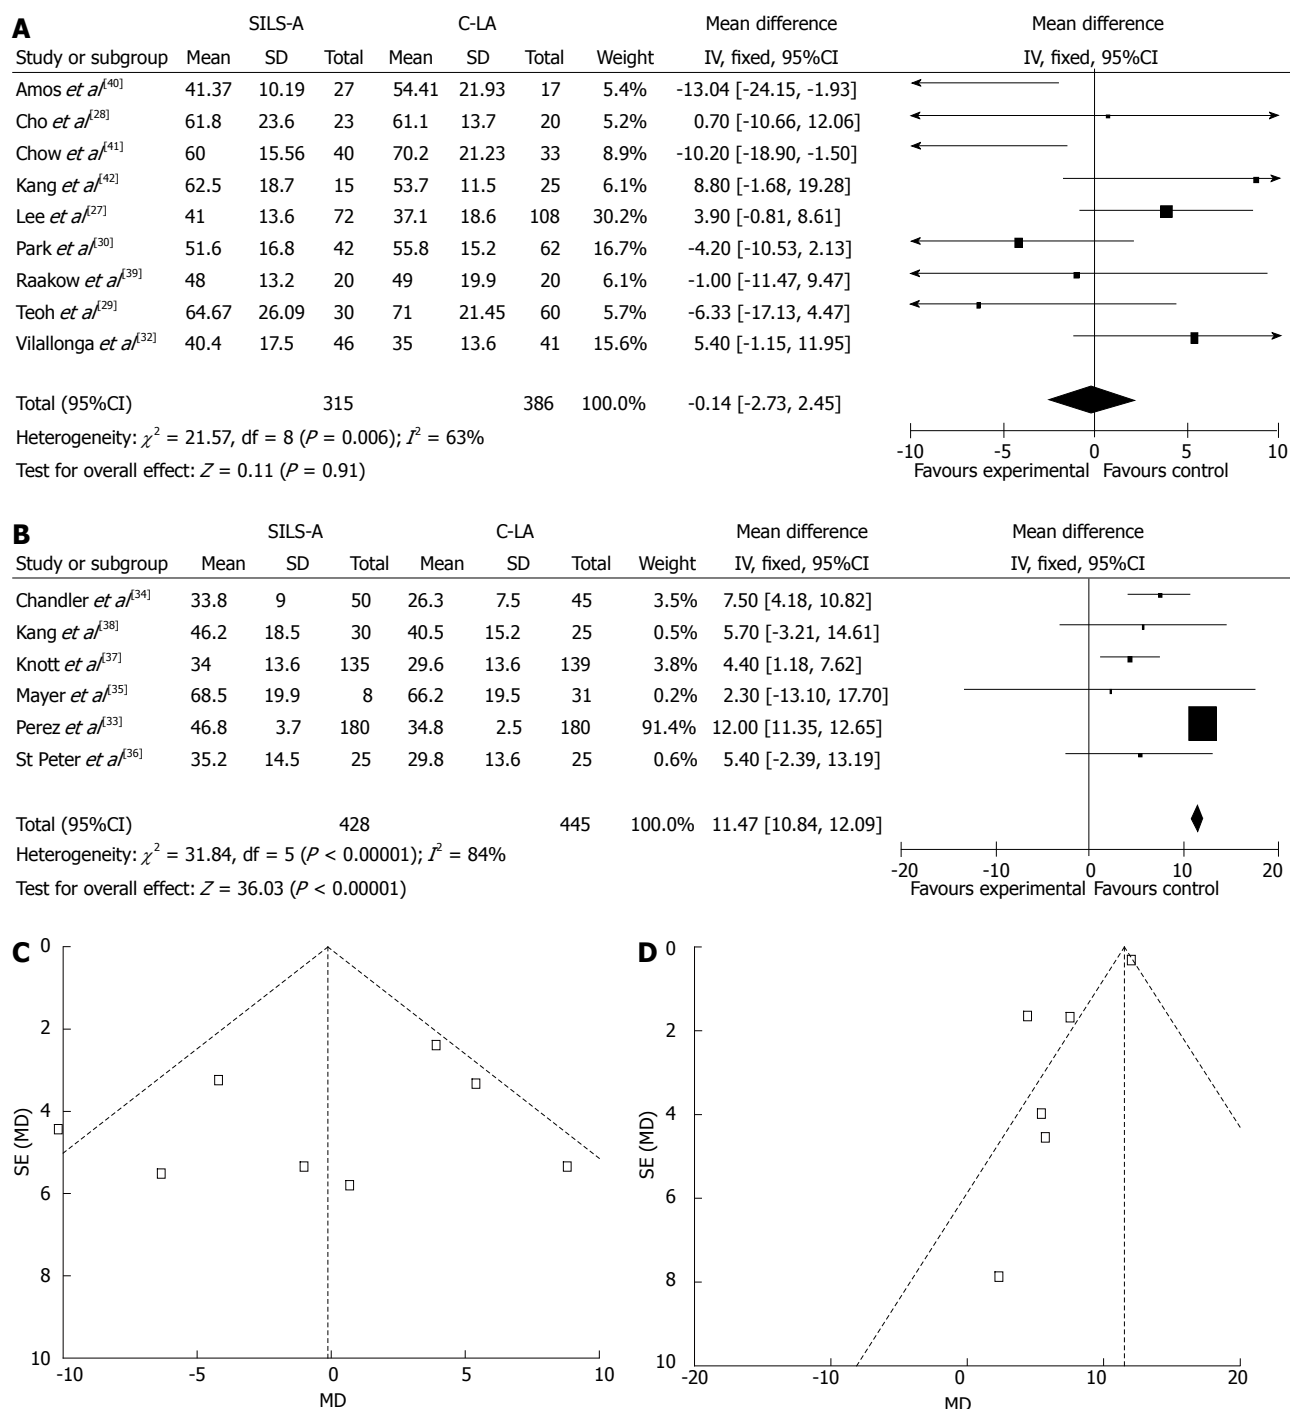 A SILS-A C-LA Mean difference Mean difference
Study or subgroup Mean SD Total Mean SD Total Weight IV, fixed, 95%CI IV, fixed, 95%CI
Amos et al[40] 41.37 10.19 27 54.41 21.93 17 5.4% -13.04 [-24.15, -1.93]
Cho et al[28] 61.8 23.6 23 61.1 13.7 20 5.2% 0.70 [-10.66, 12.06]
Chow et al[41] 60 15.56 40 70.2 21.23 33 8.9% -10.20 [-18.90, -1.50]
Kang et al[42] 62.5 18.7 15 53.7 11.5 25 6.1% 8.80 [-1.68, 19.28]
Lee et al[27] 41 13.6 72 37.1 18.6 108 30.2% 3.90 [-0.81, 8.61]
Park et al[30] 51.6 16.8 42 55.8 15.2 62 16.7% -4.20 [-10.53, 2.13]
Raakow et al[39] 48 13.2 20 49 19.9 20 6.1% -1.00 [-11.47, 9.47]
Teoh et al[29] 64.67 26.09 30 71 21.45 60 5.7% -6.33 [-17.13, 4.47]
Vilallonga et al[32] 40.4 17.5 46 35 13.6 41 15.6% 5.40 [-1.15, 11.95]
Total (95%CI) 315 386 100.0% -0.14 [-2.73, 2.45]
Heterogeneity: χ2 = 21.57, df = 8 (P = 0.006); I2 = 63%
-10 -5 0 5 10
Test for overall effect: Z = 0.11 (P = 0.91)
Favours experimental Favours control
B SILS-A C-LA Mean difference Mean difference
Study or subgroup Mean SD Total Mean SD Total Weight IV, fixed, 95%CI IV, fixed, 95%CI
Chandler et al[34] 33.8 9 50 26.3 7.5 45 3.5% 7.50 [4.18, 10.82]
Kang et al[38] 46.2 18.5 30 40.5 15.2 25 0.5% 5.70 [-3.21, 14.61]
Knott et al[37] 34 13.6 135 29.6 13.6 139 3.8% 4.40 [1.18, 7.62]
Mayer et al[35] 68.5 19.9 8 66.2 19.5 31 0.2% 2.30 [-13.10, 17.70]
Perez et al[33] 46.8 3.7 180 34.8 2.5 180 91.4% 12.00 [11.35, 12.65]
St Peter et al[36] 35.2 14.5 25 29.8 13.6 25 0.6% 5.40 [-2.39, 13.19]
Total (95%CI) 428 445 100.0% 11.47 [10.84, 12.09]
Heterogeneity: χ2 = 31.84, df = 5 (P < 0.00001); I2 = 84%
-20 -10 0 10 20
Test for overall effect: Z = 36.03 (P < 0.00001)
Favours experimental Favours control
C
0
2
4
6
8
10
SE (MD)
-10 -5 0 5 10
MD
D
0
2
4
6
8
10
SE (MD)
-20 -10 0 10 20
MD